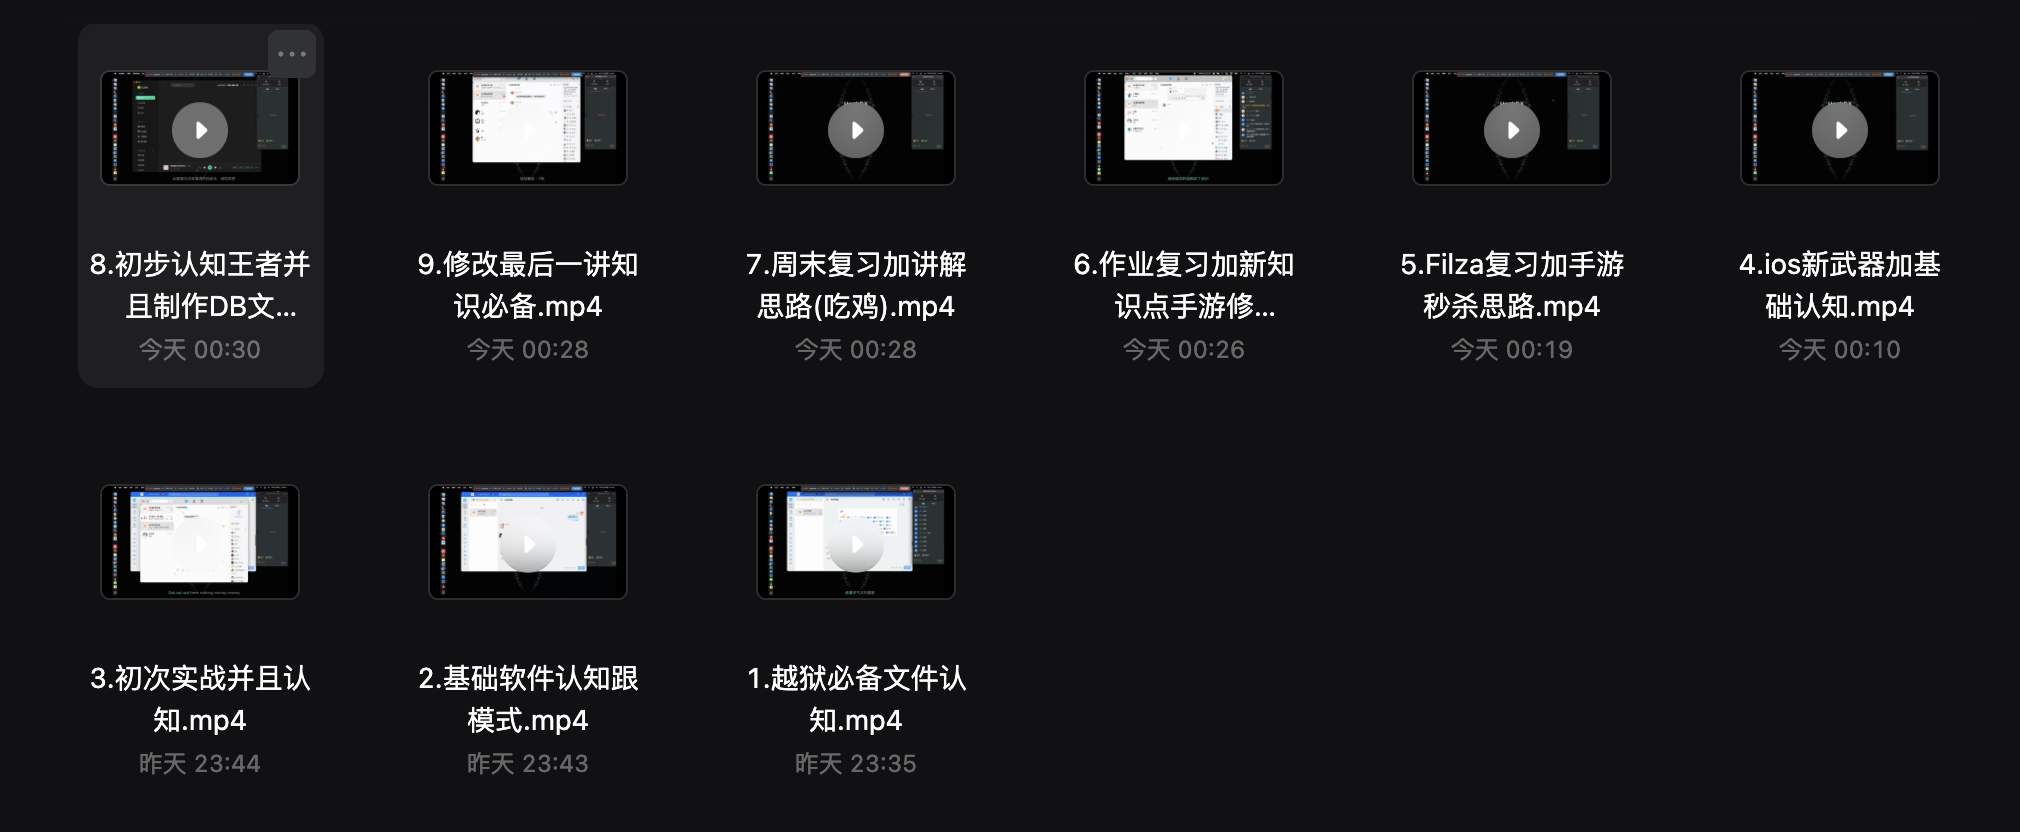 8.初步认知王者并
且制作DB文...
今天 00:30
9.修改最后一讲知
识必备.mp4
今天 00:28
7.周末复习加讲解
思路(吃鸡).mp4
今天 00:28
6.作业复习加新知
识点手游修...
今天 00:26
5.Filza复习加手游
秒杀思路.mp4
今天 00:19
4.ios新武器加基
础认知.mp4
今天 00:10
3.初次实战并且认
知.mp4
昨天 23:44
2.基础软件认知跟
模式.mp4
昨天 23:43
1.越狱必备文件认
知.mp4
昨天 23:35